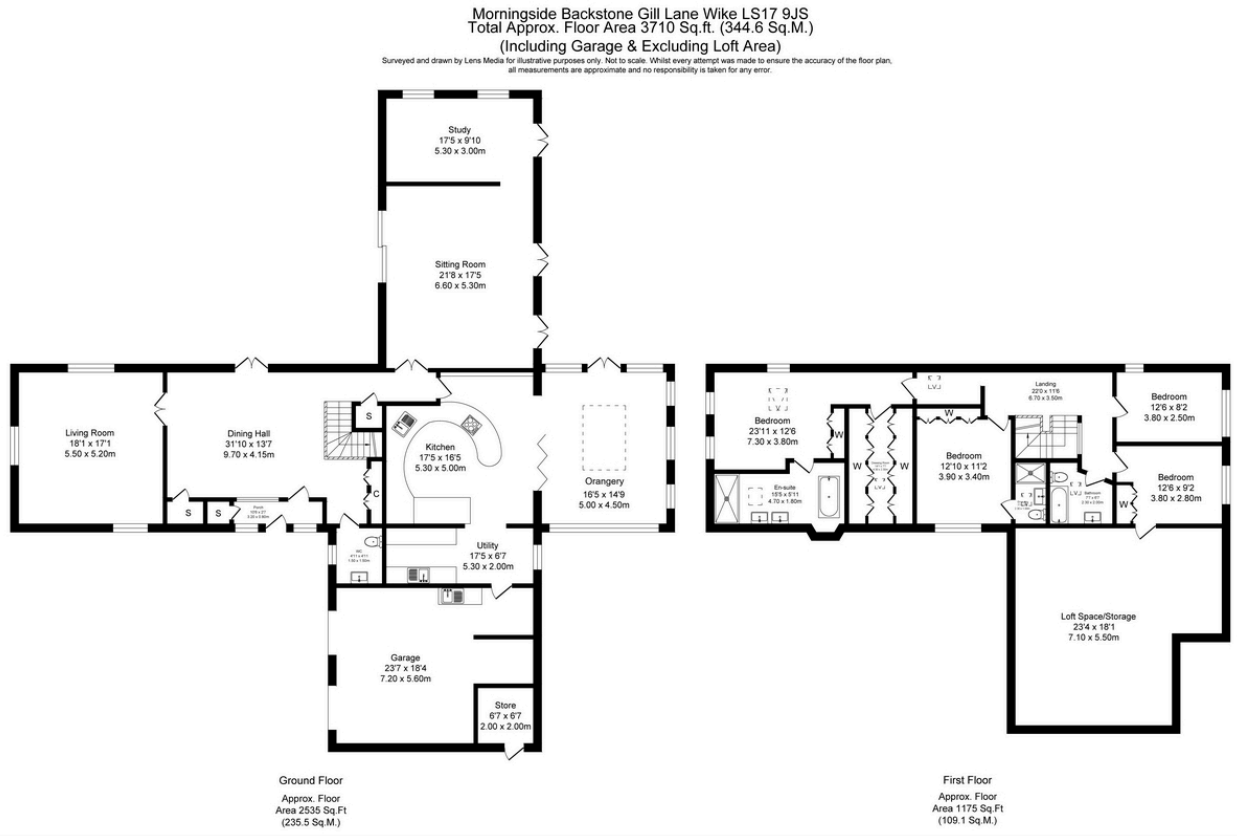 Morningside Backstone Gill Lane Wike LS17 9JS
Total Approx. Floor Area 3710 Sq.ft. (344.6 Sq.M.)
(Including Garage & Excluding Loft Area)
Surveyed and drawn by Lens Media for illustrative purposes only. Not to scale. Whilst every attempt was made to ensure the accuracy of the floor plan,
all measurements are approximate and no responsibility is taken for any error.
Study
17'5 x 9'10
5.30 x 3.00m
Sitting Room
21'8 x 17'5
6.60 x 5.30m
Living Room
18'1 x 17'1
5.50 x 5.20m
Dining Hall
31'10 x 13'7
9.70 x 4.15m
S
Kitchen
17'5 x 16'5
5.30 x 5.00m
Orangery
16'5 x 14'9
5.00 x 4.50m
C
S
S
Porch
WC
Utility
17'5 x 6'7
5.30 x 2.00m
Garage
23'7 x 18'4
7.20 x 5.60m
Store
6'7 x 6'7
2.00 x 2.00m
Ground Floor
Approx. Floor
Area 2535 Sq.Ft
(235.5 Sq.M.)
Bedroom
23'11 x 12'6
7.30 x 3.80m
W
W
W
En-suite
15'5 x 5'11
4.70 x 1.80m
W
Bedroom
12'10 x 11'2
3.90 x 3.40m
Landing
22'0 x 11'6
6.70 x 3.50m
Bedroom
12'6 x 8'2
3.80 x 2.50m
Bedroom
12'6 x 9'2
3.80 x 2.80m
W
Loft Space/Storage
23'4 x 18'1
7.10 x 5.50m
First Floor
Approx. Floor
Area 1175 Sq.Ft
(109.1 Sq.M.)